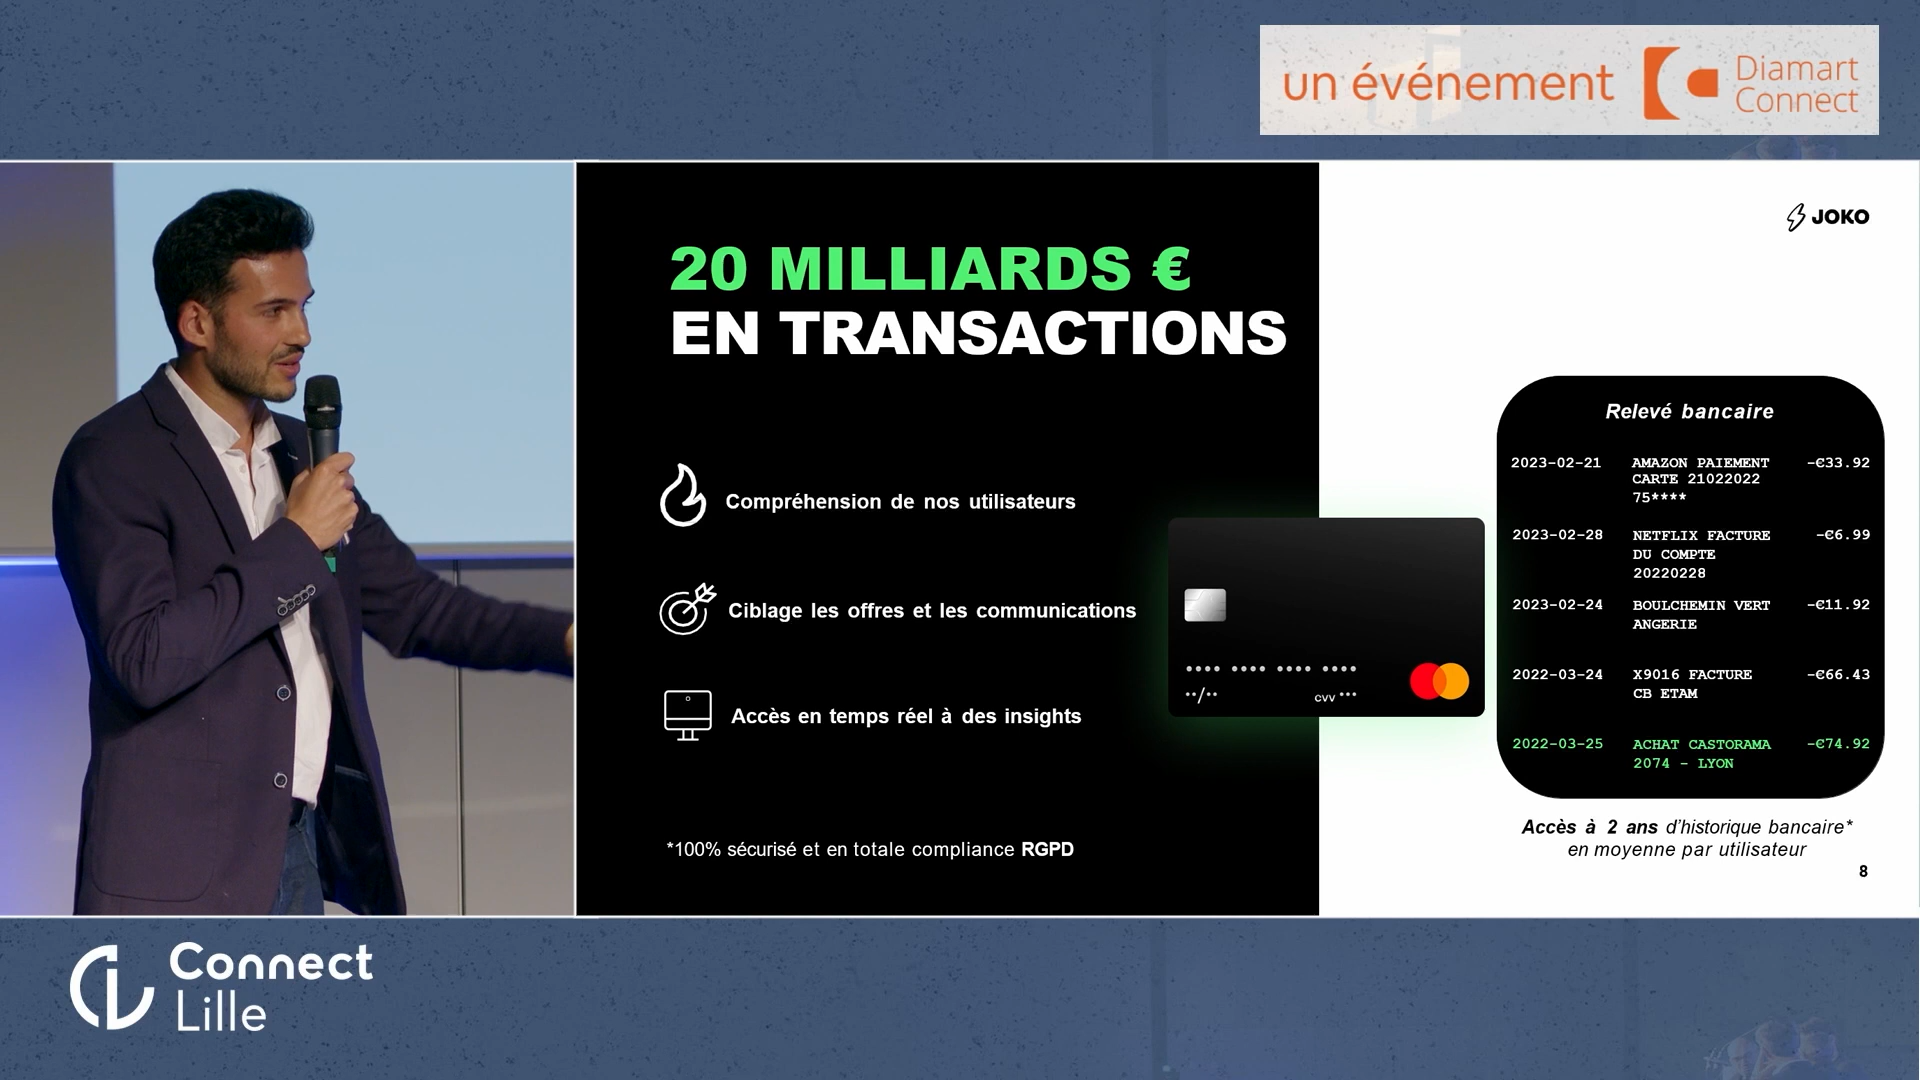 un événement
Diamart
Connect
JOKO
20 MILLIARDS €
EN TRANSACTIONS
Compréhension de nos utilisateurs
Ciblage les offres et les communications
Accès en temps réel à des insights
*100% sécurisé et en totale compliance RGPD
•••• •••• •••• ••••
••/••
cvv •••
Relevé bancaire
2023-02-21 AMAZON PAIEMENT -€33.92
CARTE 21022022
75****
2023-02-28 NETFLIX FACTURE -€6.99
DU COMPTE
20220228
2023-02-24 BOULCHEMIN VERT -€11.92
ANGERIE
2022-03-24 X9016 FACTURE -€66.43
CB ETAM
2022-03-25 ACHAT CASTORAMA -€74.92
2074 - LYON
Accès à 2 ans d'historique bancaire*
en moyenne par utilisateur
8
Connect
Lille